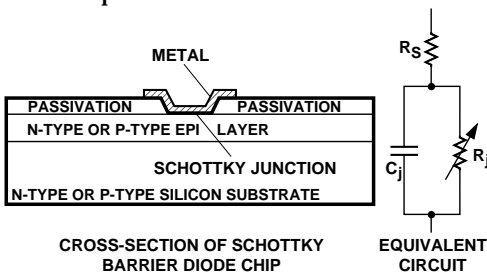 METAL
PASSIVATION PASSIVATION
N-TYPE OR P-TYPE EPI LAYER
SCHOTTKY JUNCTION
N-TYPE OR P-TYPE SILICON SUBSTRATE
CROSS-SECTION OF SCHOTTKY
BARRIER DIODE CHIP
RS
Cj
Rj
EQUIVALENT
CIRCUIT